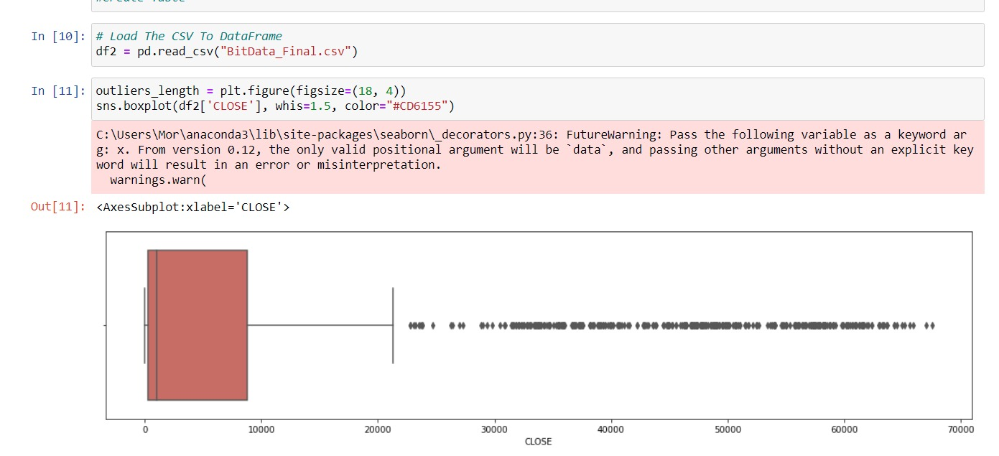 #Create Table
In [10]: # Load The CSV To DataFrame
df2 = pd.read_csv("BitData_Final.csv")
In [11]: outliers_length = plt.figure(figsize=(18, 4))
sns.boxplot(df2['CLOSE'], whis=1.5, color="#CD6155")
C:\Users\Mor\anaconda3\lib\site-packages\seaborn\_decorators.py:36: FutureWarning: Pass the following variable as a keyword ar
g: x. From version 0.12, the only valid positional argument will be `data`, and passing other arguments without an explicit key
word will result in an error or misinterpretation.
warnings.warn(
Out[11]: <AxesSubplot:xlabel='CLOSE'>
0 10000 20000 30000 40000 50000 60000 70000
CLOSE